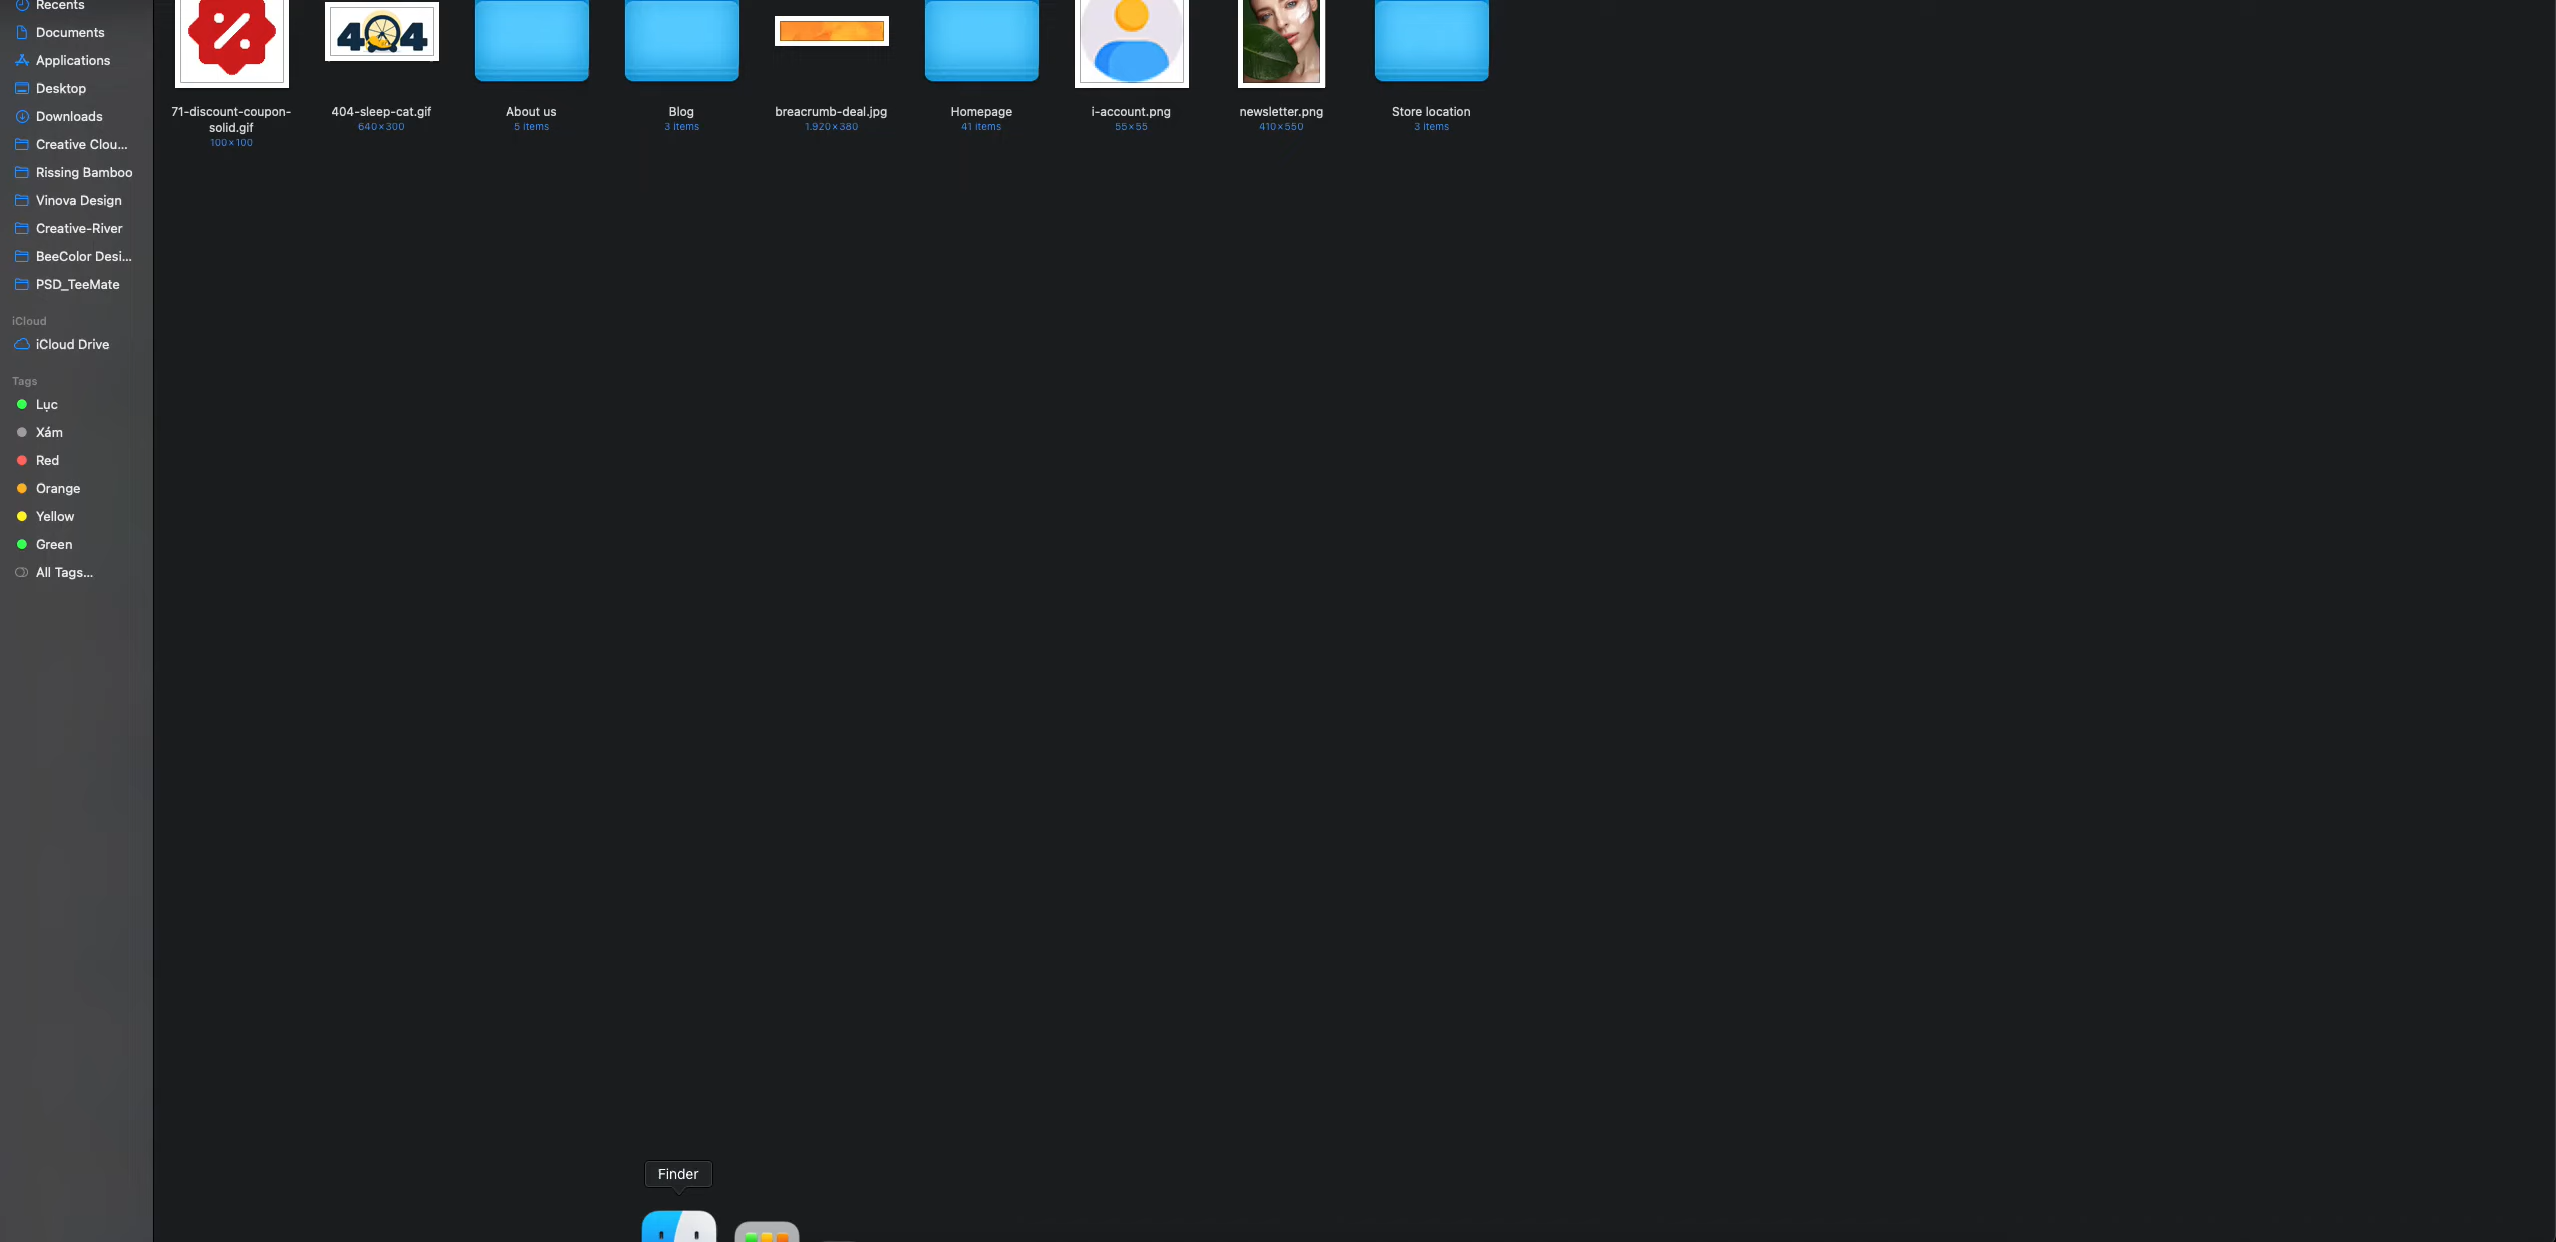 Recents
Documents
Applications
Desktop
Downloads
Creative Clou...
Rissing Bamboo
Vinova Design
Creative-River
BeeColor Desi...
PSD_TeeMate
iCloud
iCloud Drive
Tags
Lục
Xám
Red
Orange
Yellow
Green
All Tags...
404
71-discount-coupon-
solid.gif
100×100
404-sleep-cat.gif
640×300
About us
5 items
Blog
3 items
breacrumb-deal.jpg
1.920×380
Homepage
41 items
i-account.png
55×55
newsletter.png
410×550
Store location
3 items
Finder